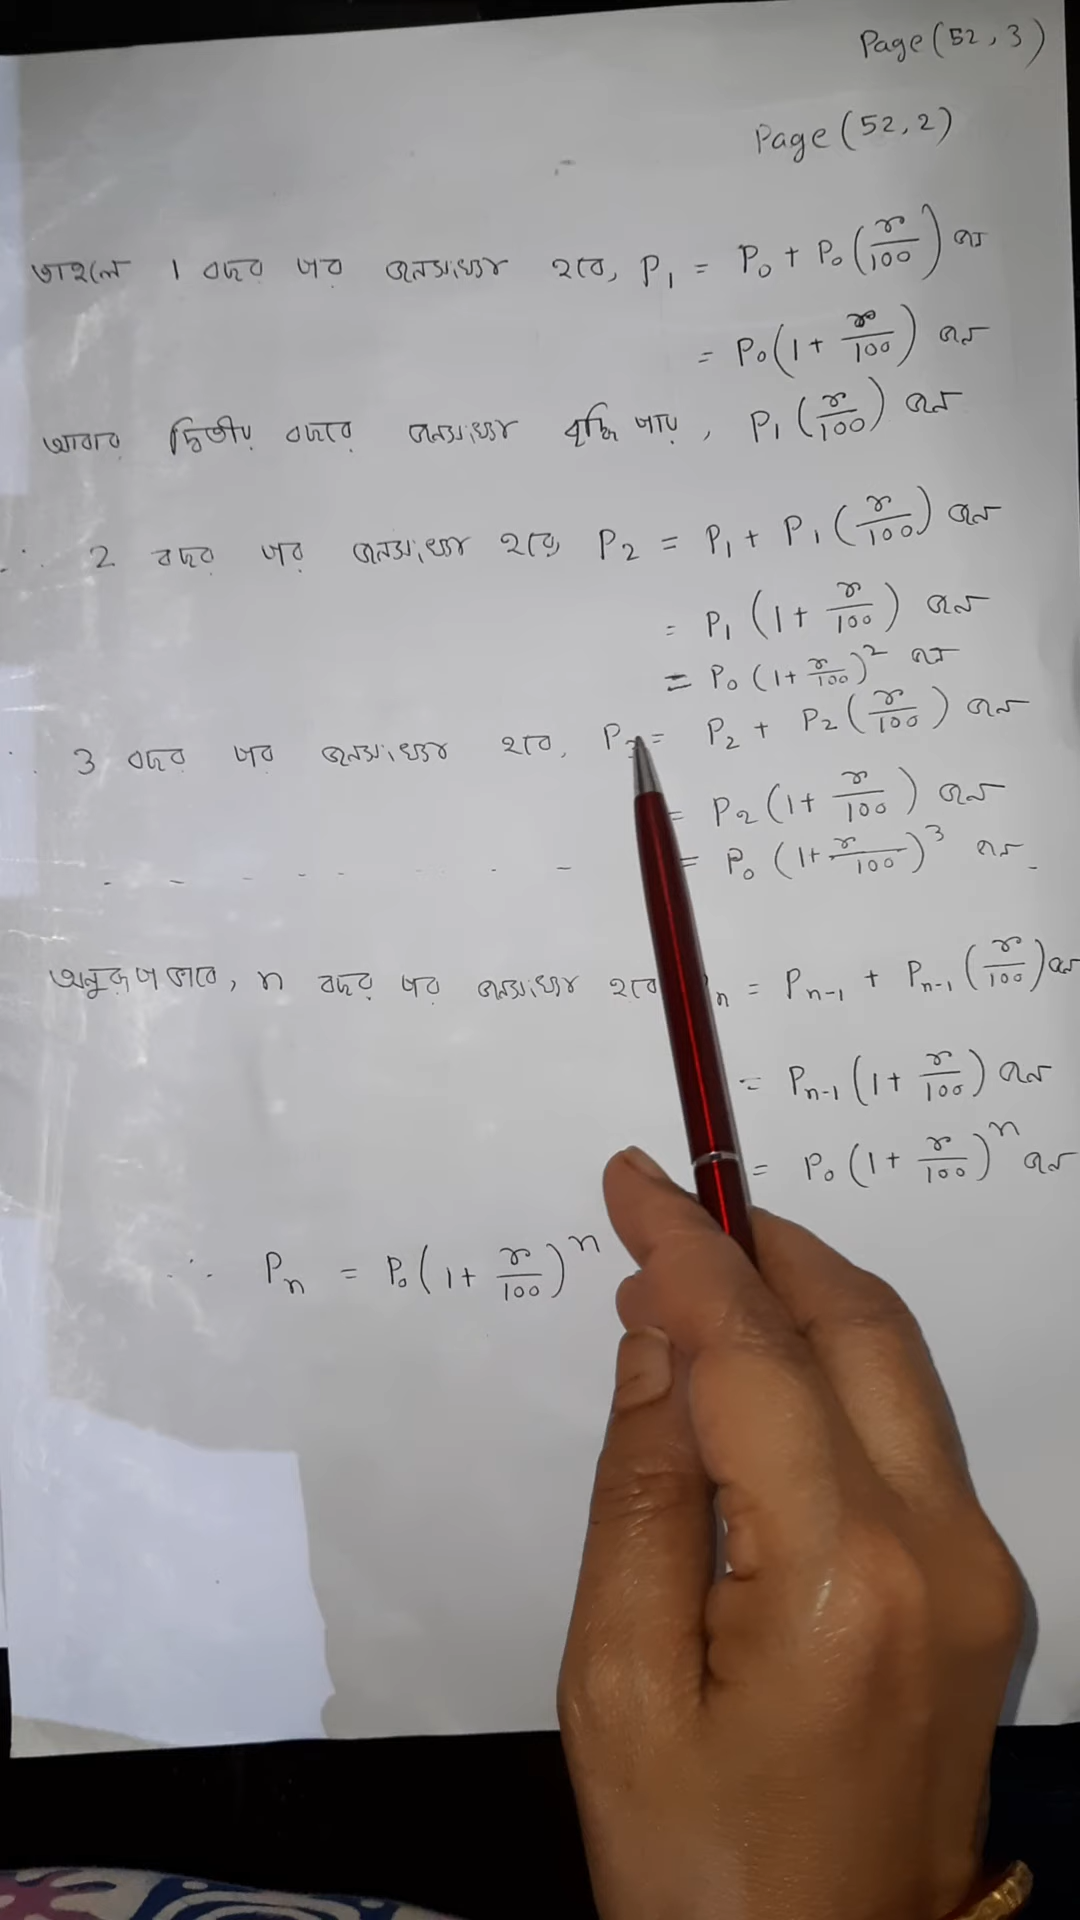 Page (52,3)
Page (52,2)
তাহলে 1 বছর পর জনসংখ্যা হবে, P₁ = P₀ + P₀(r/100) জন
= P₀(1 + r/100) জন
আবার দ্বিতীয় বছরে জনসংখ্যা বৃদ্ধি পায়, P₁(r/100) জন
∴ 2 বছর পর জনসংখ্যা হবে, P₂ = P₁ + P₁(r/100) জন
= P₁(1 + r/100) জন
= P₀(1 + r/100)² জন
∴ 3 বছর পর জনসংখ্যা হবে, P₃ = P₂ + P₂(r/100) জন
= P₂(1 + r/100) জন
= P₀(1 + r/100)³ জন
অনুরূপভাবে, n বছর পর জনসংখ্যা হবে n = Pₙ₋₁ + Pₙ₋₁(r/100) জন
= Pₙ₋₁(1 + r/100) জন
= P₀(1 + r/100)ⁿ জন
∴ Pₙ = P₀(1 + r/100)ⁿ